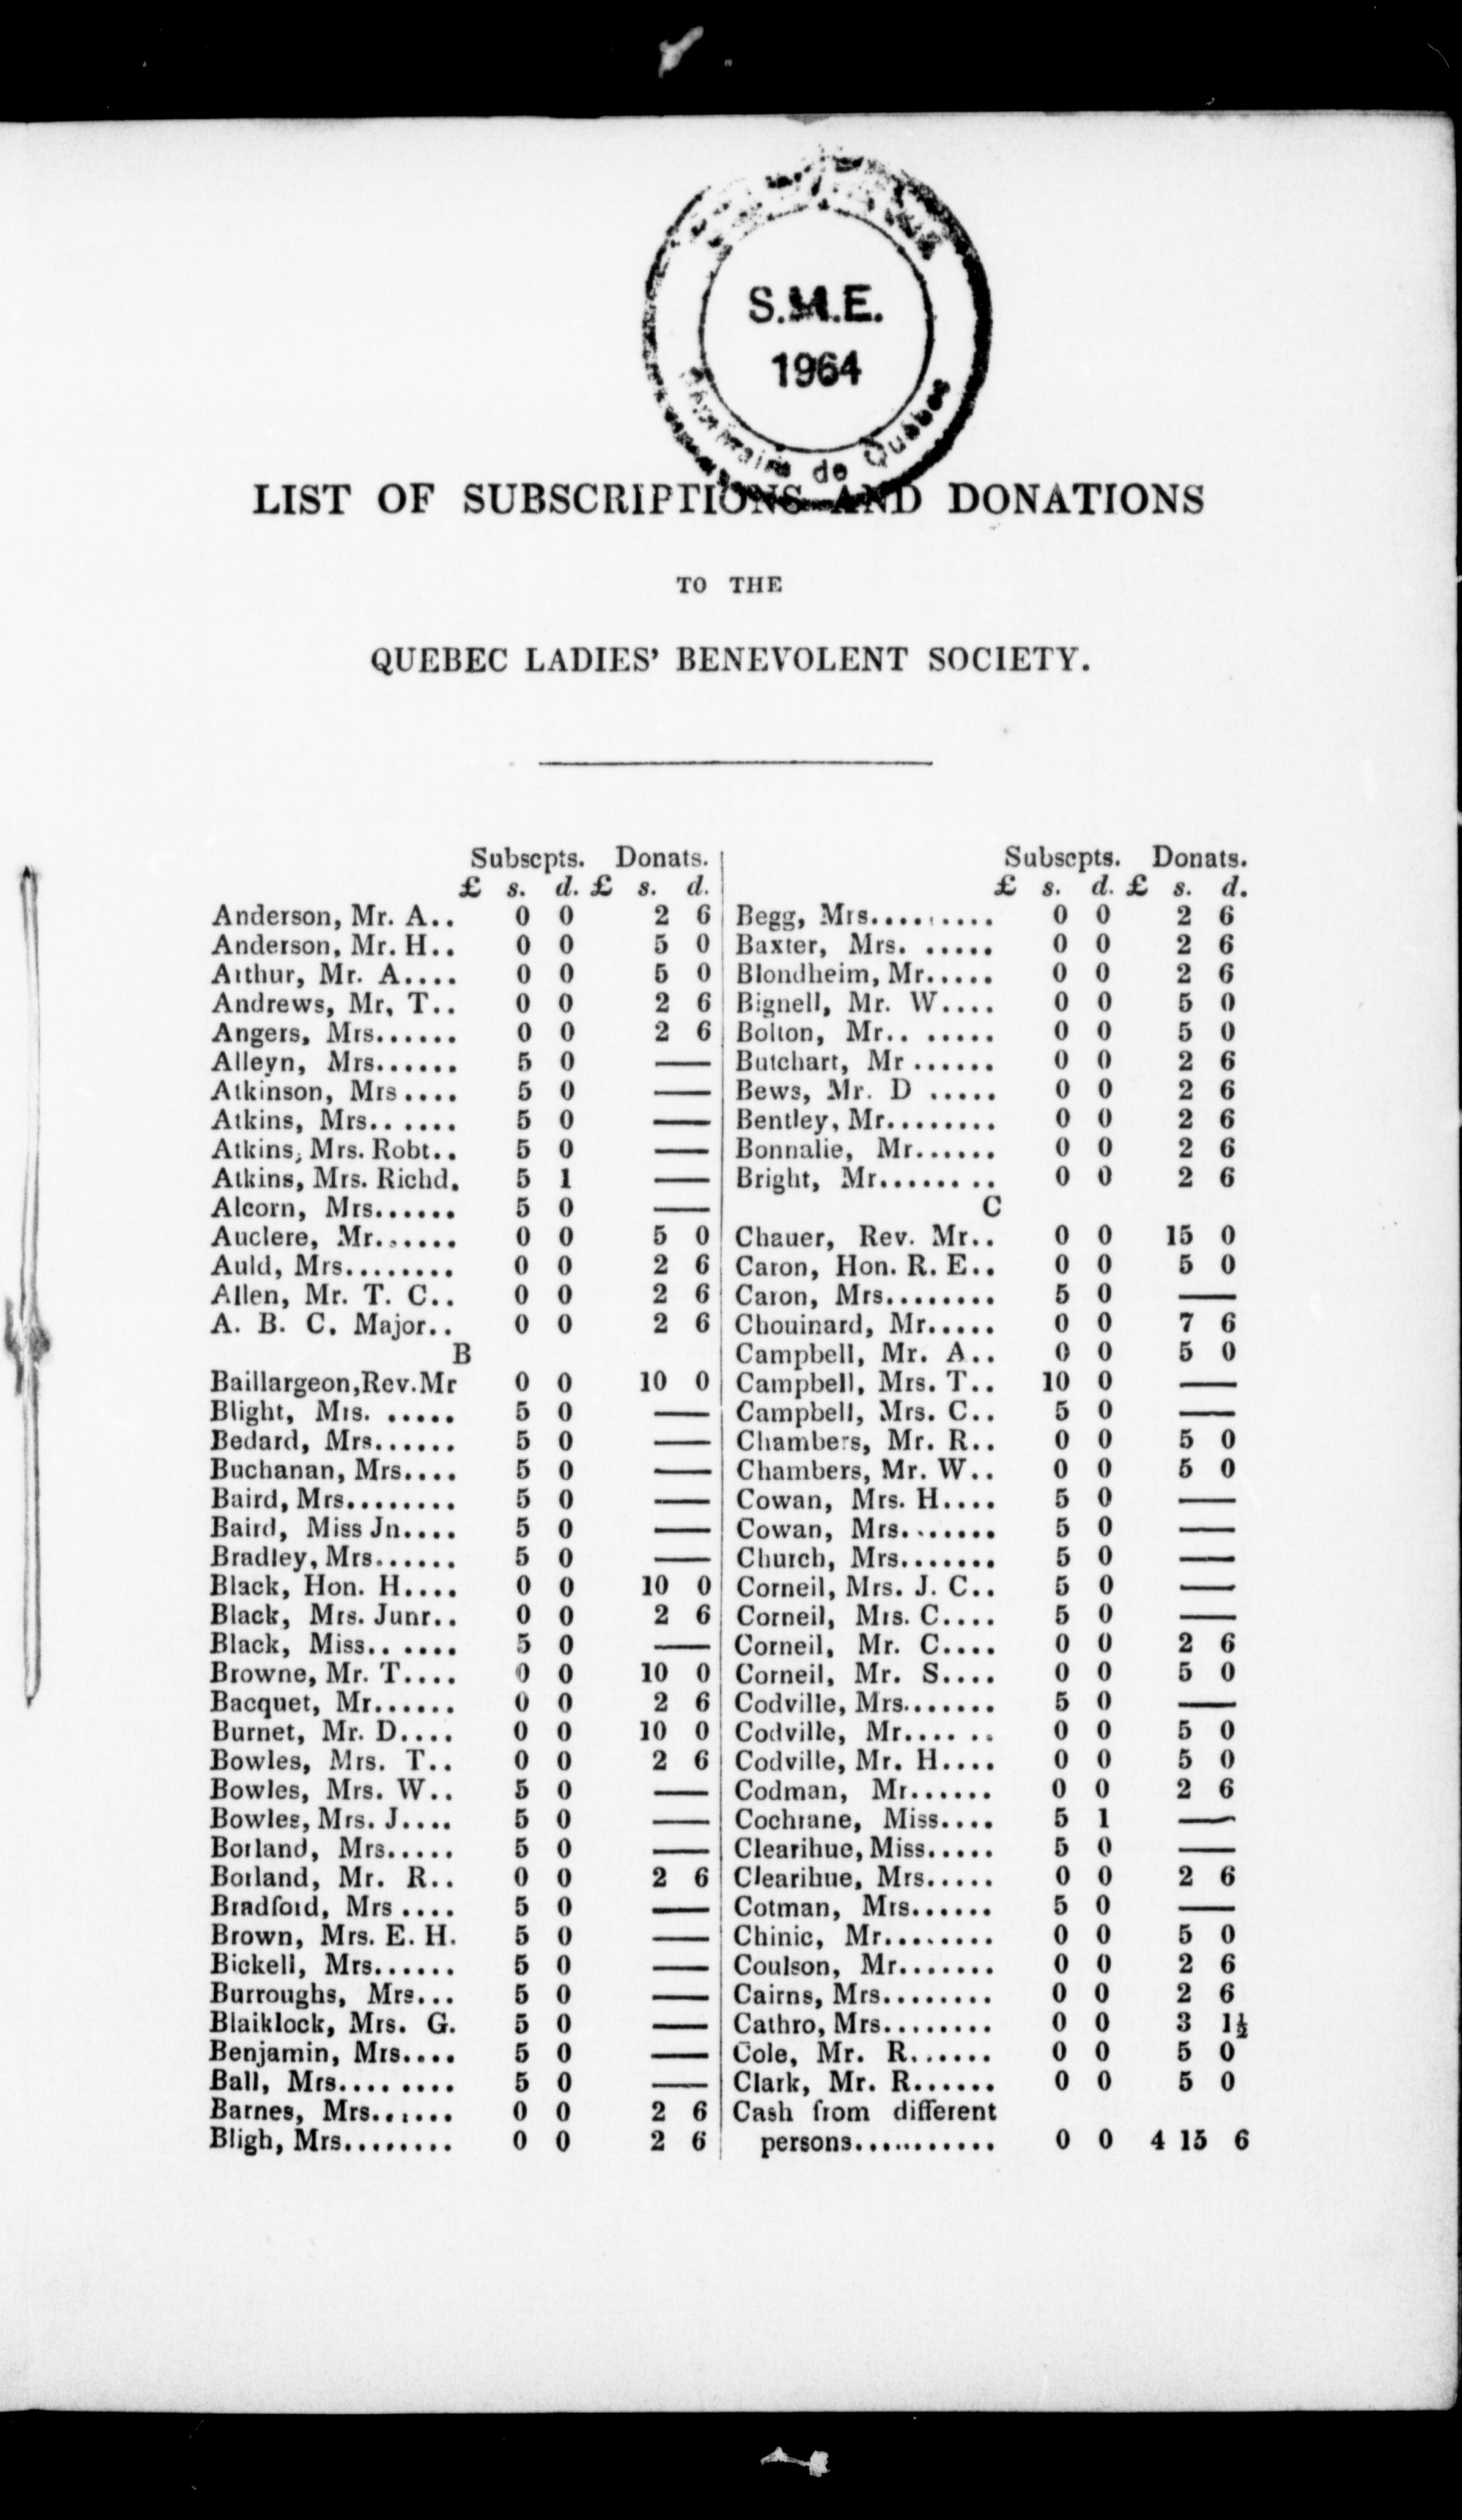 S.M.E.
1964
Séminaire de Québec
LIST OF SUBSCRIPTIONS AND DONATIONS
TO THE
QUEBEC LADIES' BENEVOLENT SOCIETY.
Subscpts. Donats.
£ s. d. £ s. d.
Anderson, Mr. A.. 0 0 2 6
Anderson, Mr. H.. 0 0 5 0
Arthur, Mr. A.... 0 0 5 0
Andrews, Mr, T.. 0 0 2 6
Angers, Mrs...... 0 0 2 6
Alleyn, Mrs...... 5 0 —
Atkinson, Mrs.... 5 0 —
Atkins, Mrs...... 5 0 —
Atkins, Mrs. Robt.. 5 0 —
Atkins, Mrs. Richd. 5 1 —
Alcorn, Mrs...... 5 0 —
Auclere, Mr...... 0 0 5 0
Auld, Mrs........ 0 0 2 6
Allen, Mr. T. C.. 0 0 2 6
A. B. C. Major.. 0 0 2 6
B
Baillargeon,Rev.Mr 0 0 10 0
Blight, Mrs. ..... 5 0 —
Bedard, Mrs...... 5 0 —
Buchanan, Mrs.... 5 0 —
Baird, Mrs........ 5 0 —
Baird, Miss Jn.... 5 0 —
Bradley, Mrs...... 5 0 —
Black, Hon. H.... 0 0 10 0
Black, Mrs. Junr.. 0 0 2 6
Black, Miss...... 5 0 —
Browne, Mr. T.... 0 0 10 0
Bacquet, Mr...... 0 0 2 6
Burnet, Mr. D.... 0 0 10 0
Bowles, Mrs. T.. 0 0 2 6
Bowles, Mrs. W.. 5 0 —
Bowles, Mrs. J.... 5 0 —
Borland, Mrs..... 5 0 —
Borland, Mr. R.. 0 0 2 6
Bradford, Mrs .... 5 0 —
Brown, Mrs. E. H. 5 0 —
Bickell, Mrs...... 5 0 —
Burroughs, Mrs... 5 0 —
Blaiklock, Mrs. G. 5 0 —
Benjamin, Mrs.... 5 0 —
Ball, Mrs........ 5 0 —
Barnes, Mrs...... 0 0 2 6
Bligh, Mrs........ 0 0 2 6
Subscpts. Donats.
£ s. d. £ s. d.
Begg, Mrs......... 0 0 2 6
Baxter, Mrs. ..... 0 0 2 6
Blondheim, Mr..... 0 0 2 6
Bignell, Mr. W.... 0 0 5 0
Bolton, Mr.. ..... 0 0 5 0
Butchart, Mr ...... 0 0 2 6
Bews, Mr. D ..... 0 0 2 6
Bentley, Mr........ 0 0 2 6
Bonnalie, Mr...... 0 0 2 6
Bright, Mr........ 0 0 2 6
C
Chauer, Rev. Mr.. 0 0 15 0
Caron, Hon. R. E.. 0 0 5 0
Caron, Mrs........ 5 0 —
Chouinard, Mr..... 0 0 7 6
Campbell, Mr. A.. 0 0 5 0
Campbell, Mrs. T.. 10 0 —
Campbell, Mrs. C.. 5 0 —
Chambers, Mr. R.. 0 0 5 0
Chambers, Mr. W.. 0 0 5 0
Cowan, Mrs. H.... 5 0 —
Cowan, Mrs....... 5 0 —
Church, Mrs....... 5 0 —
Corneil, Mrs. J. C.. 5 0 —
Corneil, Mrs. C.... 5 0 —
Corneil, Mr. C.... 0 0 2 6
Corneil, Mr. S.... 0 0 5 0
Codville, Mrs....... 5 0 —
Codville, Mr...... 0 0 5 0
Codville, Mr. H.... 0 0 5 0
Codman, Mr...... 0 0 2 6
Cochrane, Miss.... 5 1 —
Clearihue, Miss..... 5 0 —
Clearihue, Mrs..... 0 0 2 6
Cotman, Mrs...... 5 0 —
Chinic, Mr........ 0 0 5 0
Coulson, Mr....... 0 0 2 6
Cairns, Mrs........ 0 0 2 6
Cathro, Mrs........ 0 0 3 1½
Cole, Mr. R...... 0 0 5 0
Clark, Mr. R...... 0 0 5 0
Cash from different
persons........... 0 0 4 15 6